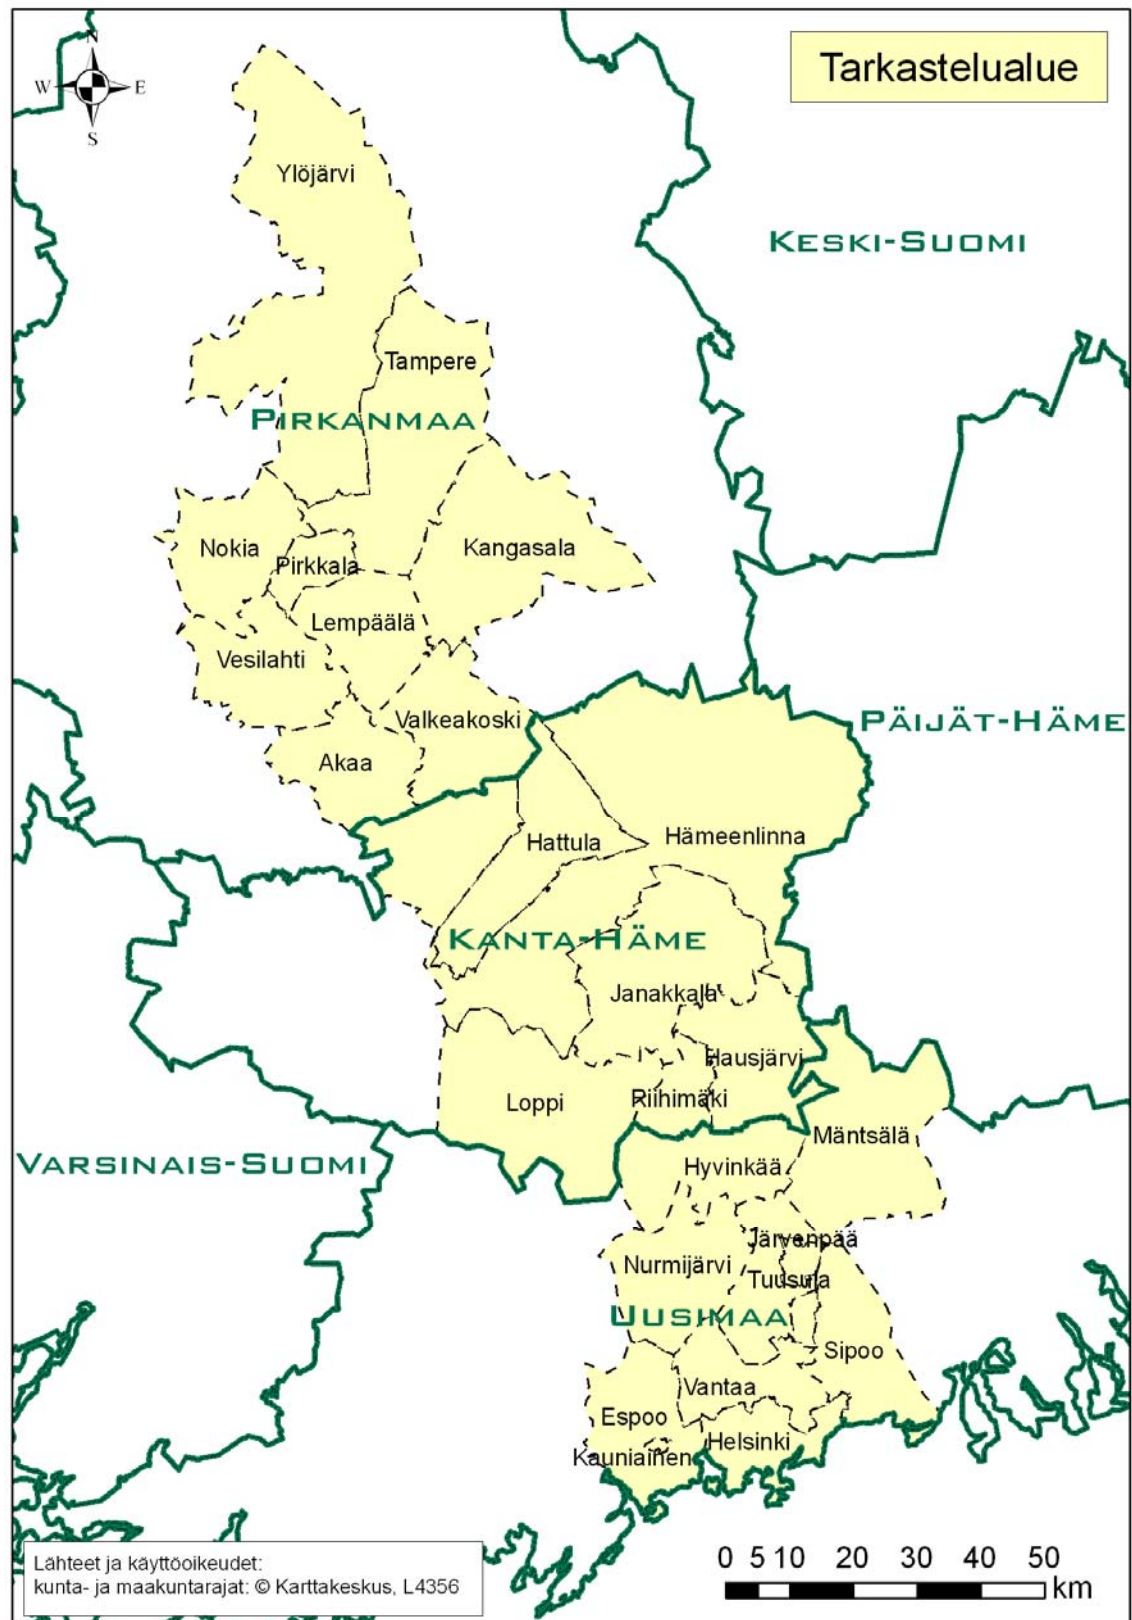 N
W E
S
Tarkastelualue
Ylöjärvi
KESKI-SUOMI
Tampere
PIRKANMAA
Nokia
Kangasala
Pirkkala
Lempäälä
Vesilahti
Valkeakoski
PÄIJÄT-HÄME
Akaa
Hattula
Hämeenlinna
KANTA-HÄME
Janakkala
Hausjärvi
Loppi
Riihimäki
Mäntsälä
VARSINAIS-SUOMI
Hyvinkää
Järvenpää
Nurmijärvi
Tuusula
UUSIMAA
Sipoo
Vantaa
Espoo
Helsinki
Kauniainen
Lähteet ja käyttöoikeudet:
kunta- ja maakuntarajat: © Karttakeskus, L4356
0 5 10 20 30 40 50
km